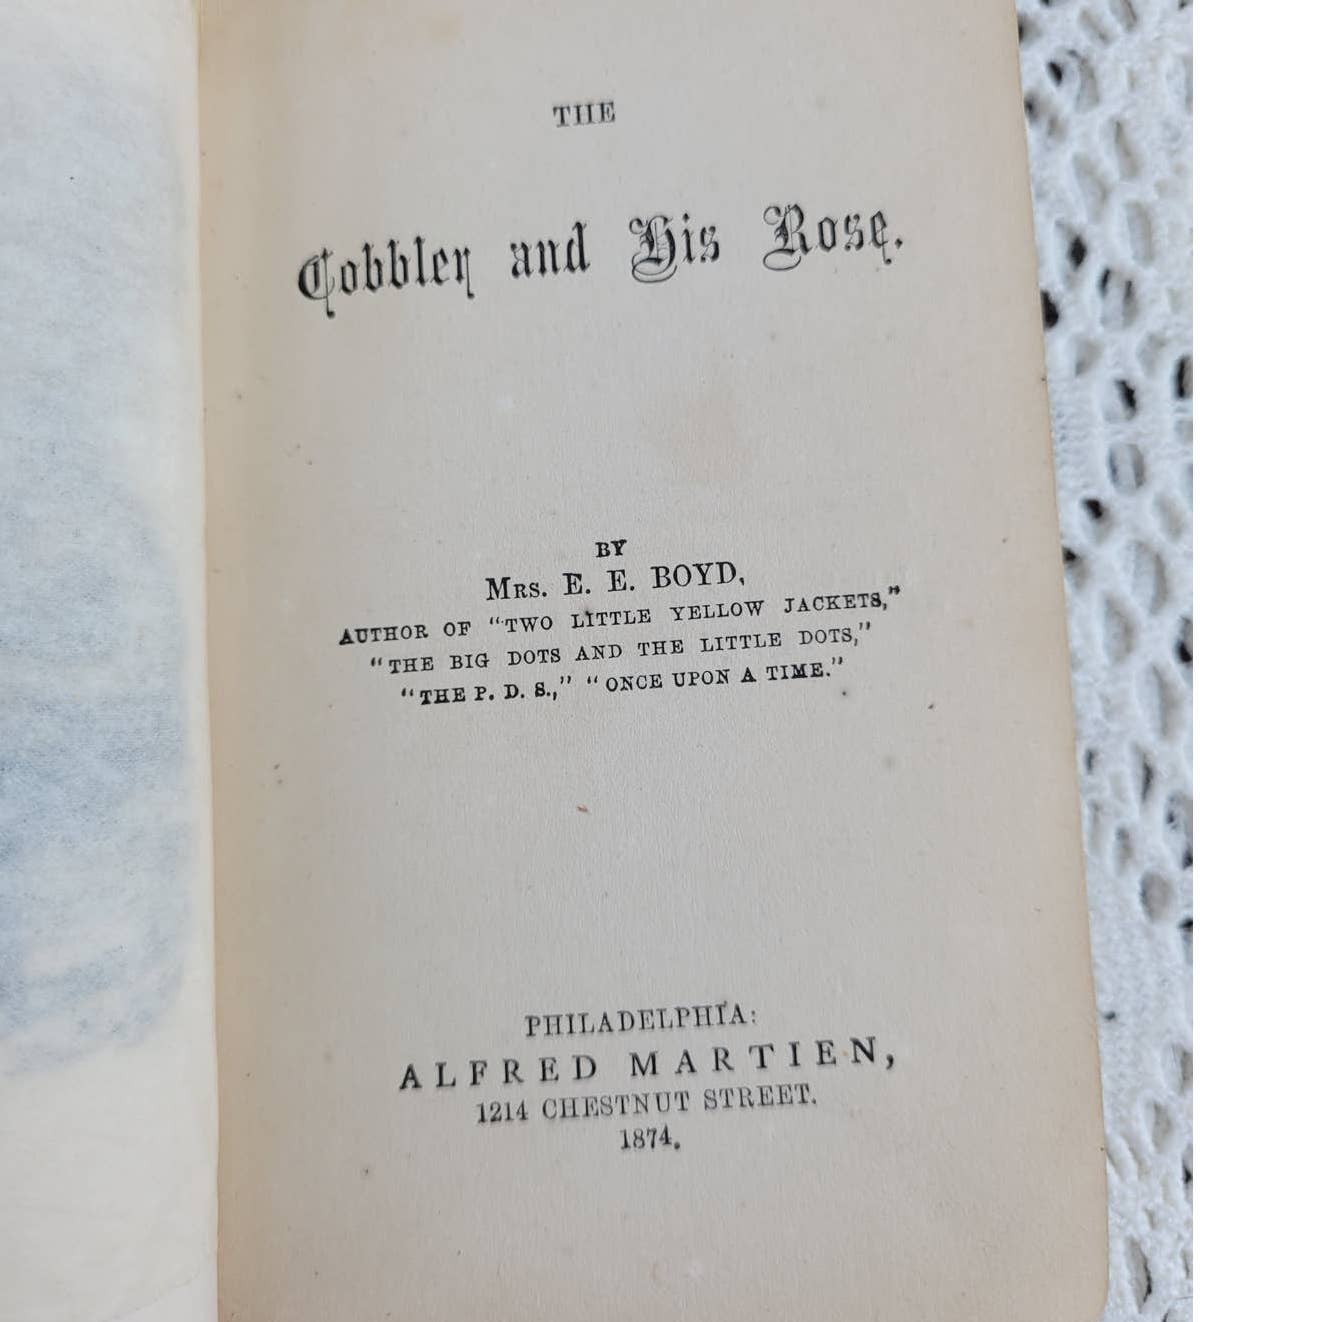 THE
Cobbler and His Rose.
BY
MRS. E. E. BOYD,
AUTHOR OF "TWO LITTLE YELLOW JACKETS,"
"THE BIG DOTS AND THE LITTLE DOTS,"
"THE P. D. S.," "ONCE UPON A TIME."
PHILADELPHIA:
ALFRED MARTIEN,
1214 CHESTNUT STREET.
1874.